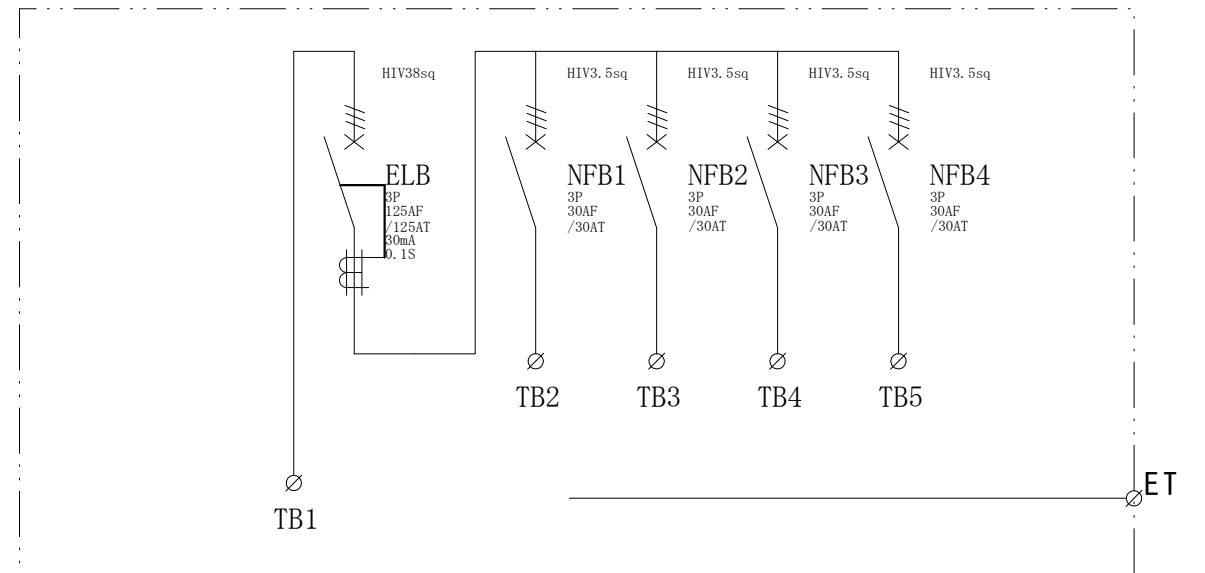 HIV38sq
HIV3.5sq
HIV3.5sq
HIV3.5sq
HIV3.5sq
ELB
3P
125AF
/125AT
30mA
0.1S
NFB1
3P
30AF
/30AT
NFB2
3P
30AF
/30AT
NFB3
3P
30AF
/30AT
NFB4
3P
30AF
/30AT
TB2
TB3
TB4
TB5
ET
TB1